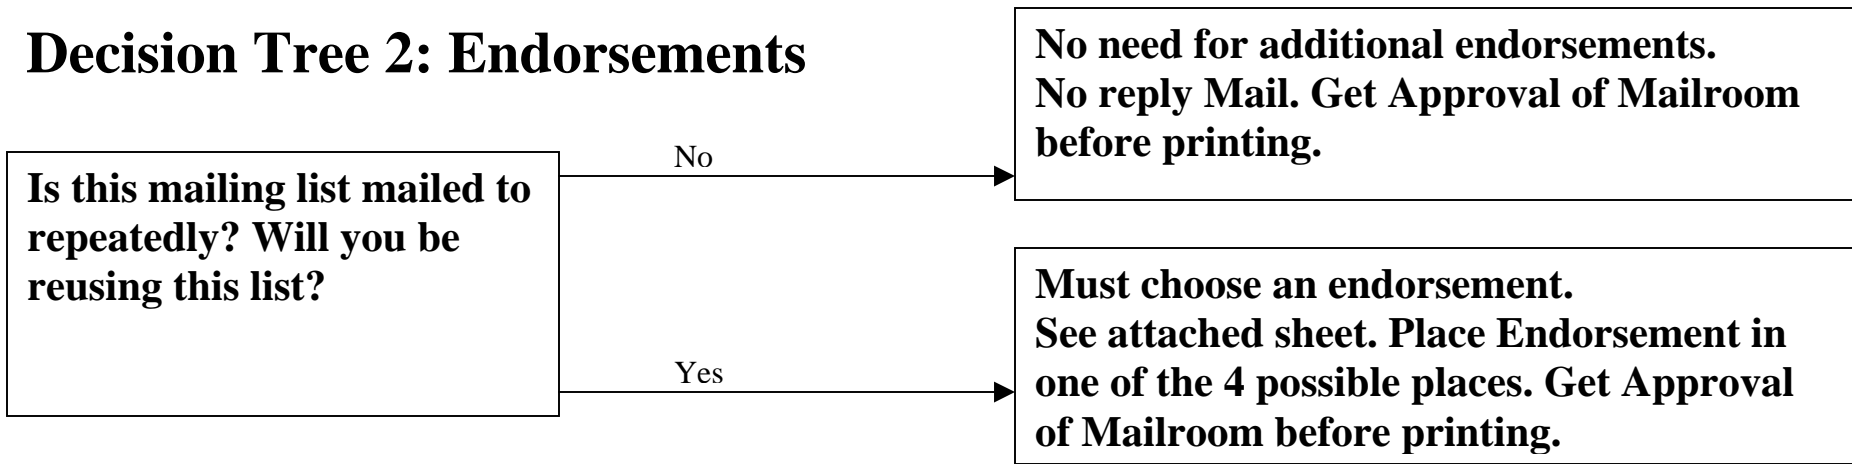 Decision Tree 2: Endorsements
Is this mailing list mailed to
repeatedly? Will you be
reusing this list?
No
No need for additional endorsements.
No reply Mail. Get Approval of Mailroom
before printing.
Yes
Must choose an endorsement.
See attached sheet. Place Endorsement in
one of the 4 possible places. Get Approval
of Mailroom before printing.